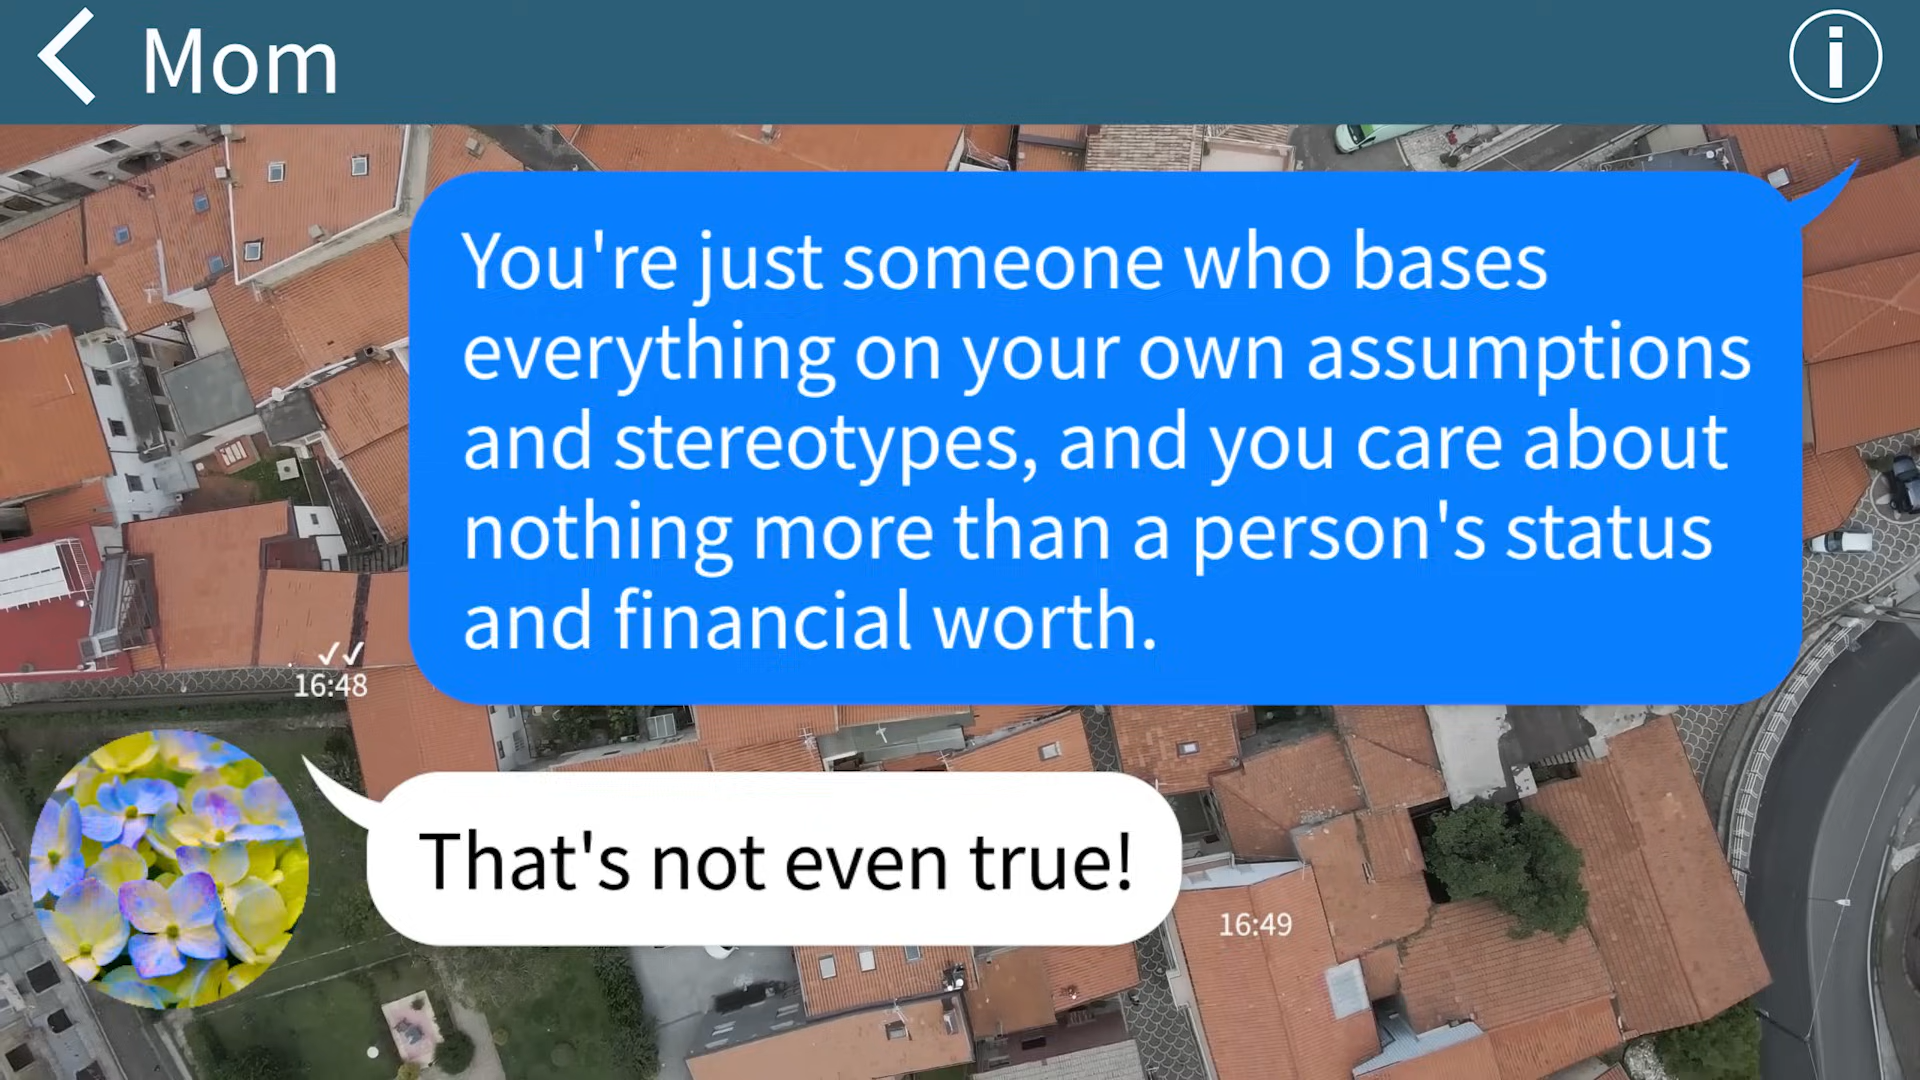 Mom
You're just someone who bases
everything on your own assumptions
and stereotypes, and you care about
nothing more than a person's status
and financial worth.
16:48
That's not even true!
16:49